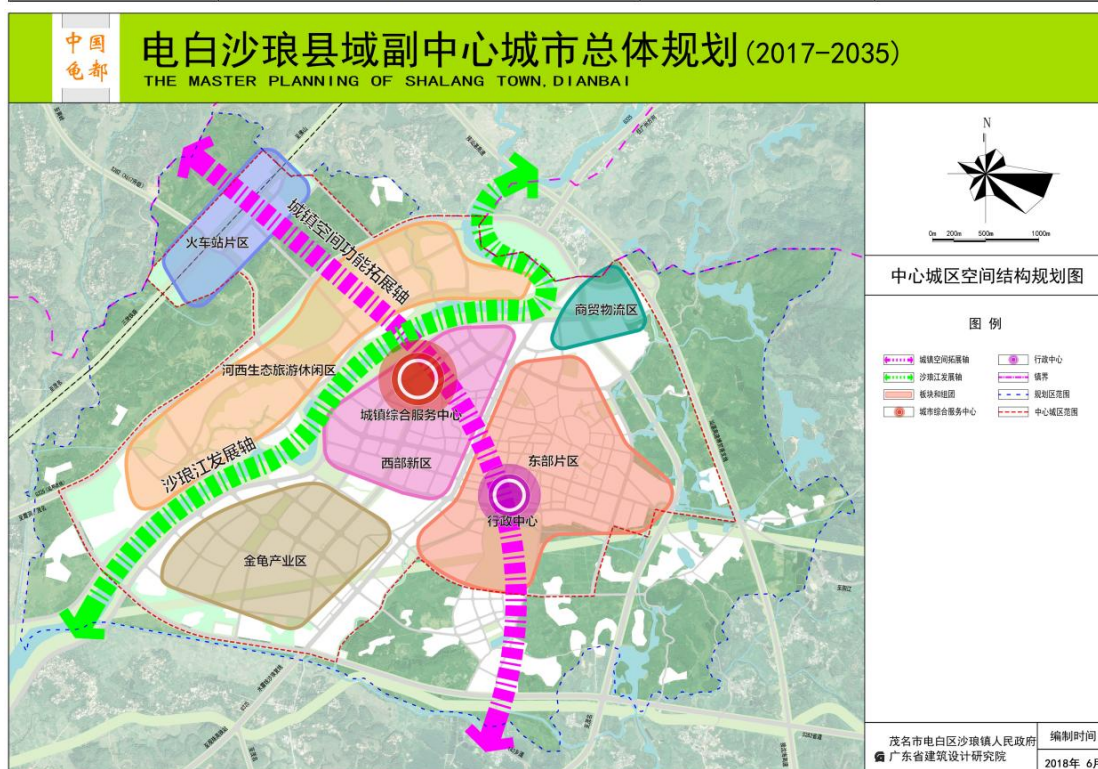 中国
龟都
电白沙琅县域副中心城市总体规划(2017-2035)
THE MASTER PLANNING OF SHALANG TOWN,DIANBAI
N
0m 200m 500m 1000m
中心城区空间结构规划图
图 例
城镇空间拓展轴
行政中心
沙琅江发展轴
镇界
板块和组团
规划区范围
城市综合服务中心
中心城区范围
火车站片区
城镇空间功能拓展轴
商贸物流区
河西生态旅游休闲区
城镇综合服务中心
西部新区
东部片区
沙琅江发展轴
行政中心
金龟产业区
茂名市电白区沙琅镇人民政府
广东省建筑设计研究院
编制时间
2018年 6月